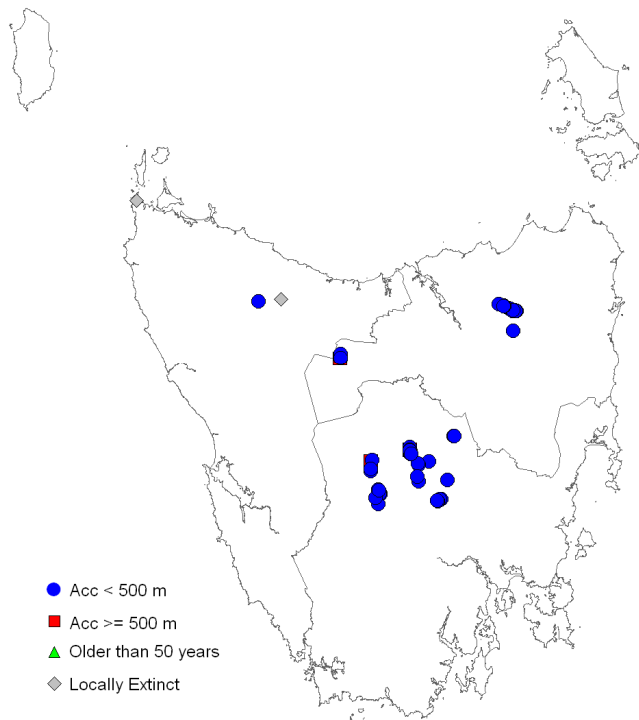 Acc < 500 m
Acc >= 500 m
Older than 50 years
Locally Extinct